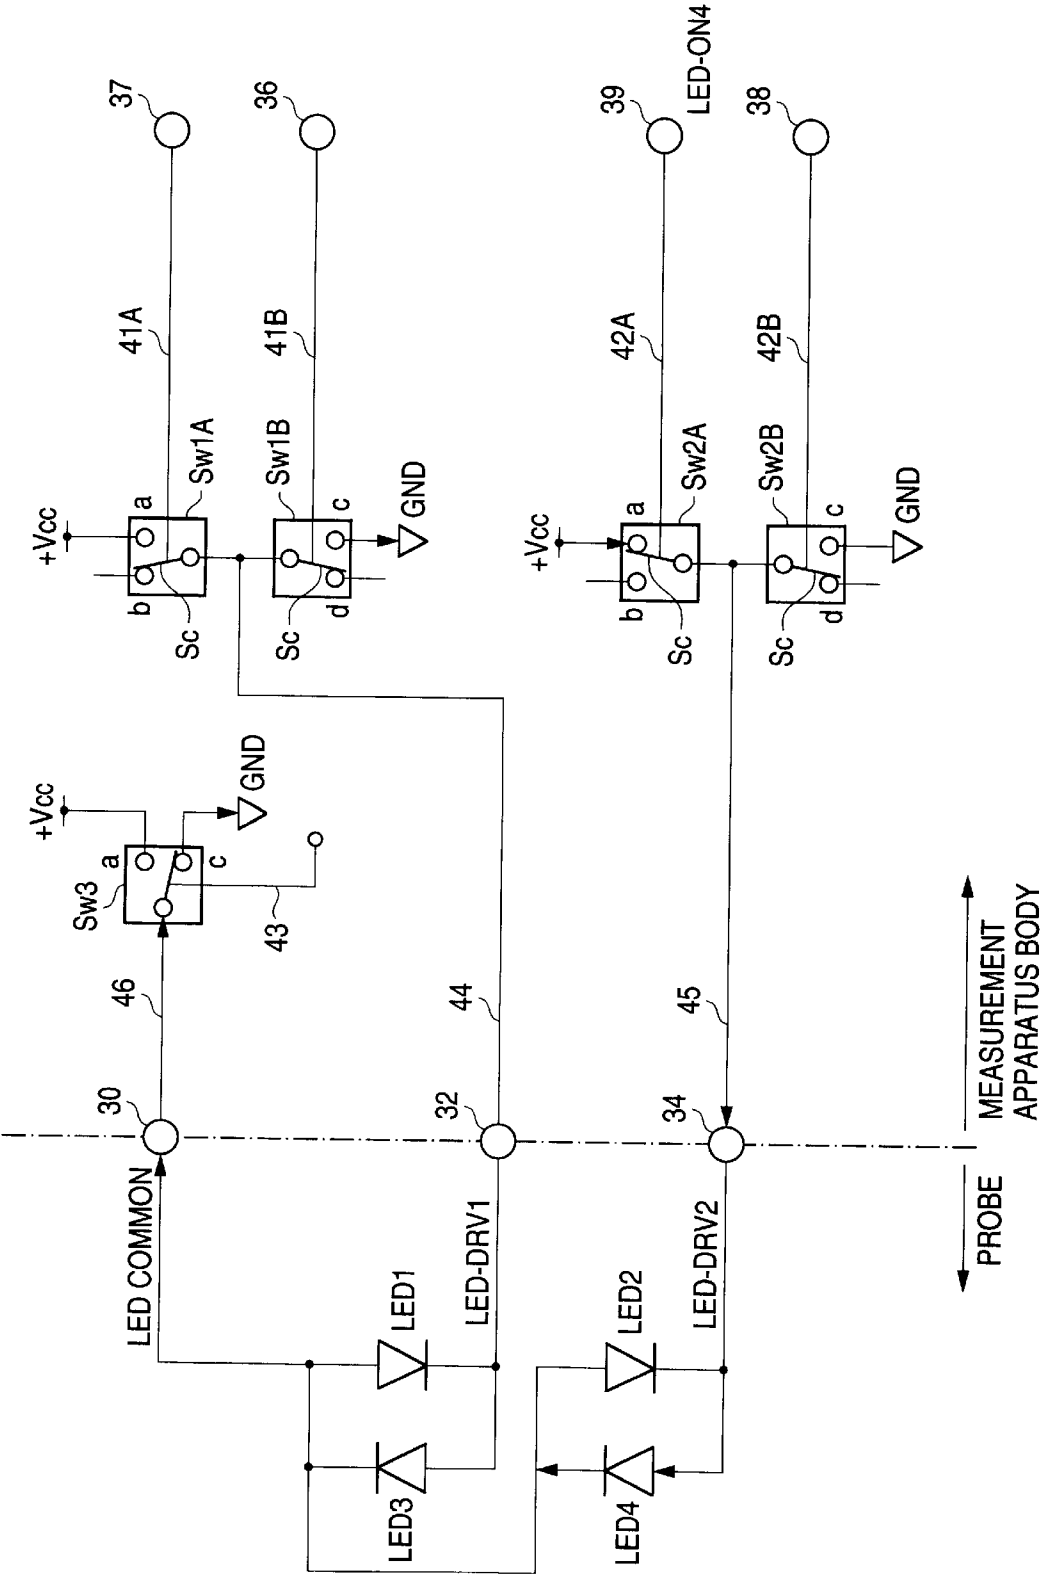 37
36
39
LED-ON4
38
41A
41B
42A
42B
+Vcc
a
b
Sw1A
Sc
Sw1B
c
d
Sc
GND
+Vcc
a
b
Sw2A
Sc
Sw2B
c
d
Sc
GND
+Vcc
a
c
Sw3
GND
43
46
44
45
30
32
34
LED COMMON
LED-DRV1
LED-DRV2
LED1
LED3
LED2
LED4
MEASUREMENT
APPARATUS BODY
PROBE